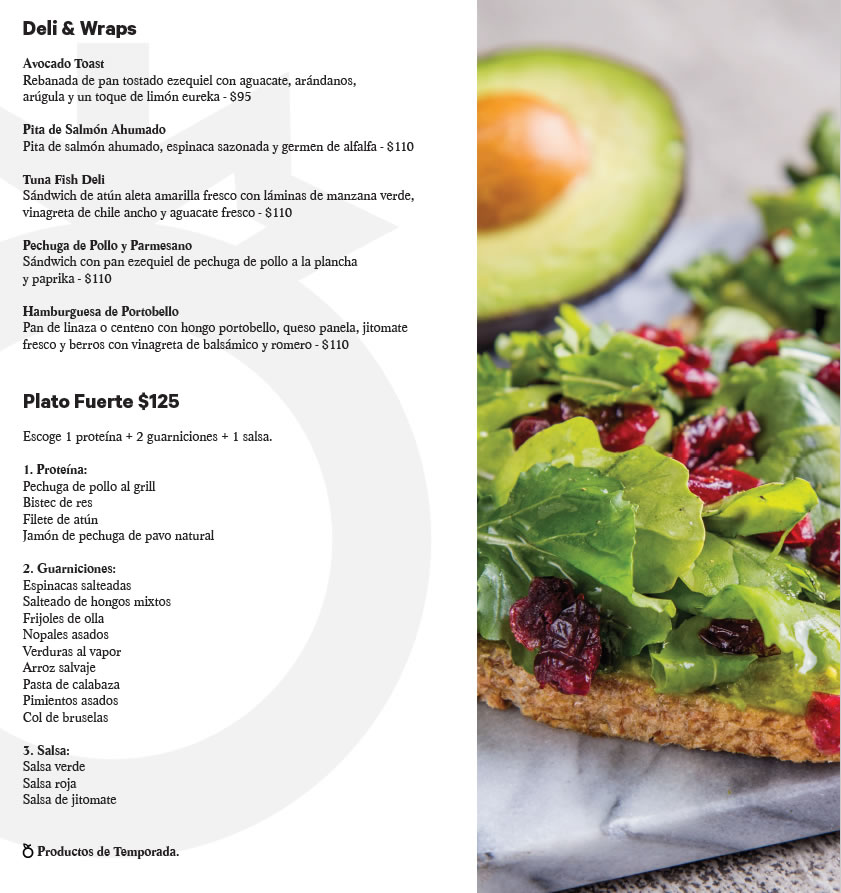 Deli & Wraps
Avocado Toast
Rebanada de pan tostado ezequiel con aguacate, arándanos,
arúgula y un toque de limón eureka - $95
Pita de Salmón Ahumado
Pita de salmón ahumado, espinaca sazonada y germen de alfalfa - $110
Tuna Fish Deli
Sándwich de atún aleta amarilla fresco con láminas de manzana verde,
vinagreta de chile ancho y aguacate fresco - $110
Pechuga de Pollo y Parmesano
Sándwich con pan ezequiel de pechuga de pollo a la plancha
y paprika - $110
Hamburguesa de Portobello
Pan de linaza o centeno con hongo portobello, queso panela, jitomate
fresco y berros con vinagreta de balsámico y romero - $110
Plato Fuerte $125
Escoge 1 proteína + 2 guarniciones + 1 salsa.
1. Proteína:
Pechuga de pollo al grill
Bistec de res
Filete de atún
Jamón de pechuga de pavo natural
2. Guarniciones:
Espinacas salteadas
Salteado de hongos mixtos
Frijoles de olla
Nopales asados
Verduras al vapor
Arroz salvaje
Pasta de calabaza
Pimientos asados
Col de bruselas
3. Salsa:
Salsa verde
Salsa roja
Salsa de jitomate
Productos de Temporada.